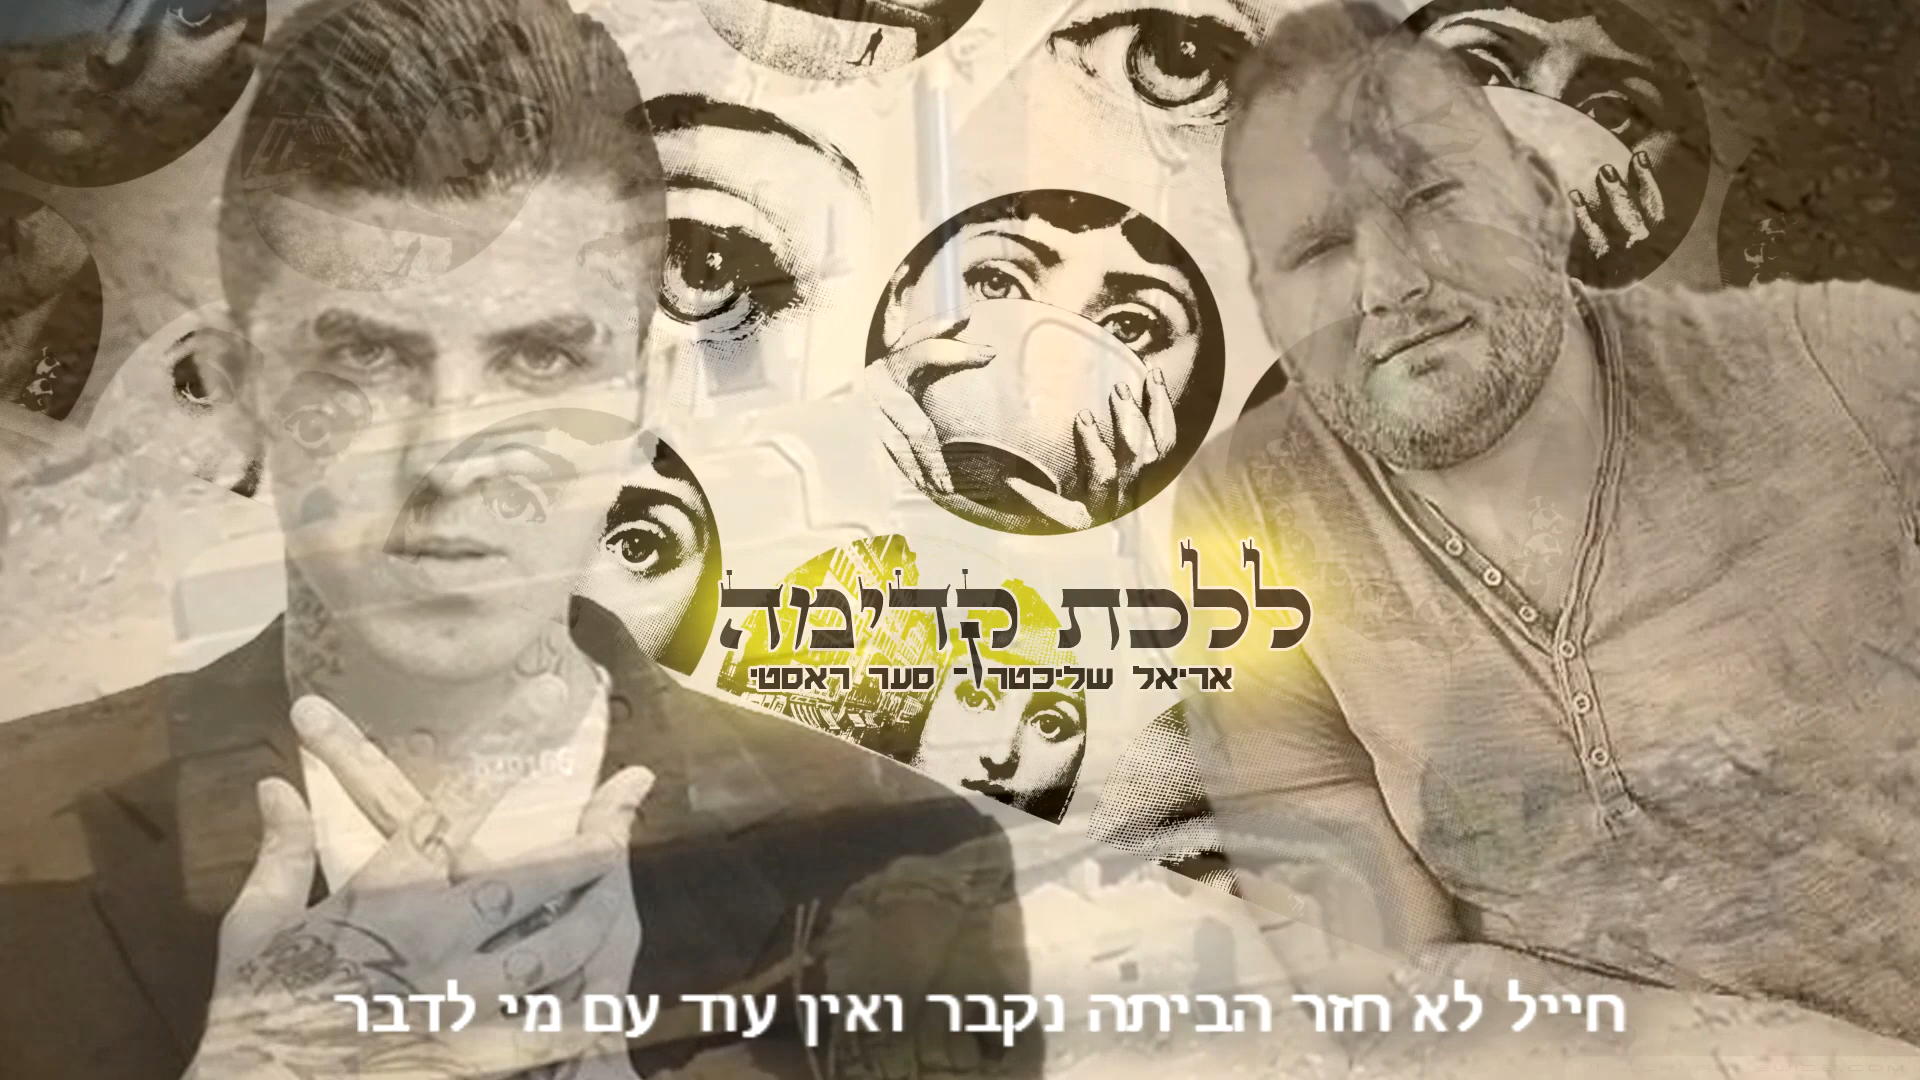 ללכת קדימה
אריאל שליכטר - סער ראסטי
חייל לא חזר הביתה נקבר ואין עוד עם מי לדבר